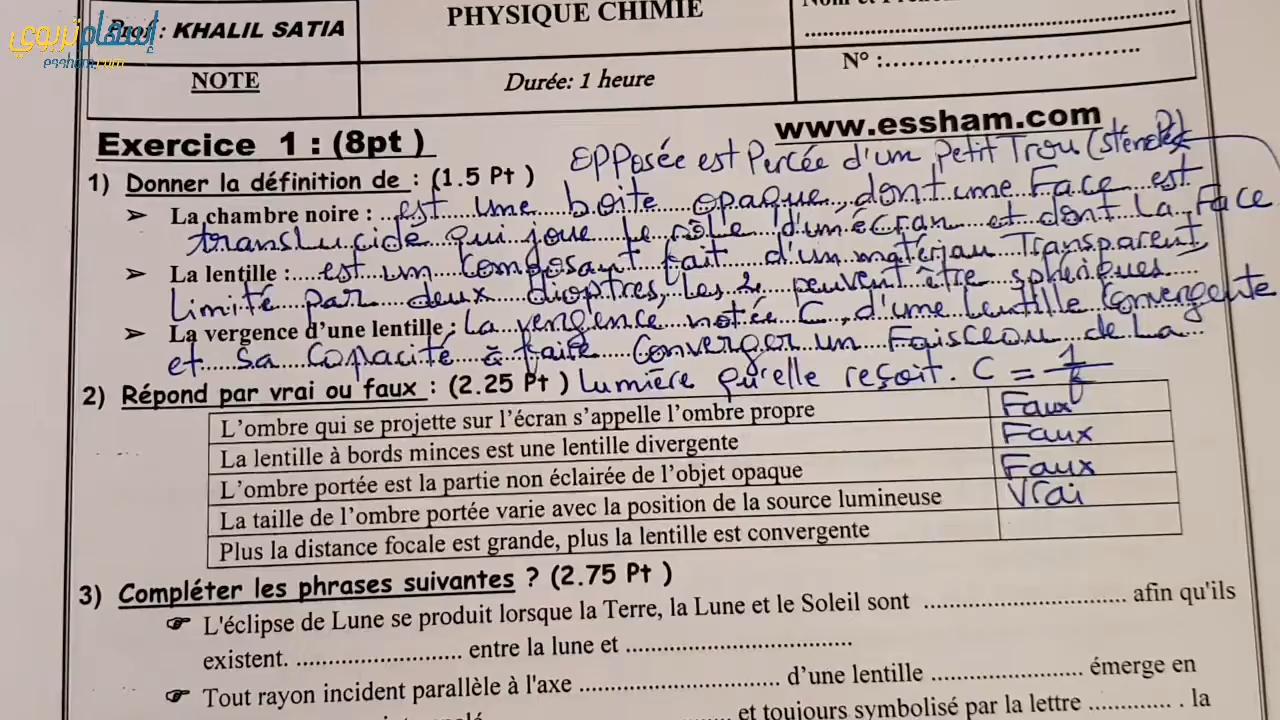 إسهام تربوي
essham.com
Prof : KHALIL SATIA
PHYSIQUE CHIMIE
NOTE
Durée: 1 heure
N° :
Exercice 1 : (8pt )
www.essham.com
opposée est percée d'un petit Trou (sténopé)
1) Donner la définition de : (1.5 Pt )
➢ La chambre noire : est une boite opaque, dont une Face est
translucide qui joue le rôle d'un écran et dont la Face
➢ La lentille : est un composant fait d'un matériau Transparent,
Limité par deux dioptres, les 2 peuvent être sphériques
➢ La vergence d'une lentille : La vergence notée C, d'une Lentille Convergente
et sa capacité à faire converger un Faisceau de La
2) Répond par vrai ou faux : (2.25 Pt ) Lumière qu'elle reçoit. C = 1/f
L'ombre qui se projette sur l'écran s'appelle l'ombre propre Faux
La lentille à bords minces est une lentille divergente Faux
L'ombre portée est la partie non éclairée de l'objet opaque Faux
La taille de l'ombre portée varie avec la position de la source lumineuse Vrai
Plus la distance focale est grande, plus la lentille est convergente
3) Compléter les phrases suivantes ? (2.75 Pt )
☞ L'éclipse de Lune se produit lorsque la Terre, la Lune et le Soleil sont ................ afin qu'ils
existent. ................ entre la lune et ................
☞ Tout rayon incident parallèle à l'axe ................ d'une lentille ................ émerge en
et toujours symbolisé par la lettre ............. . la